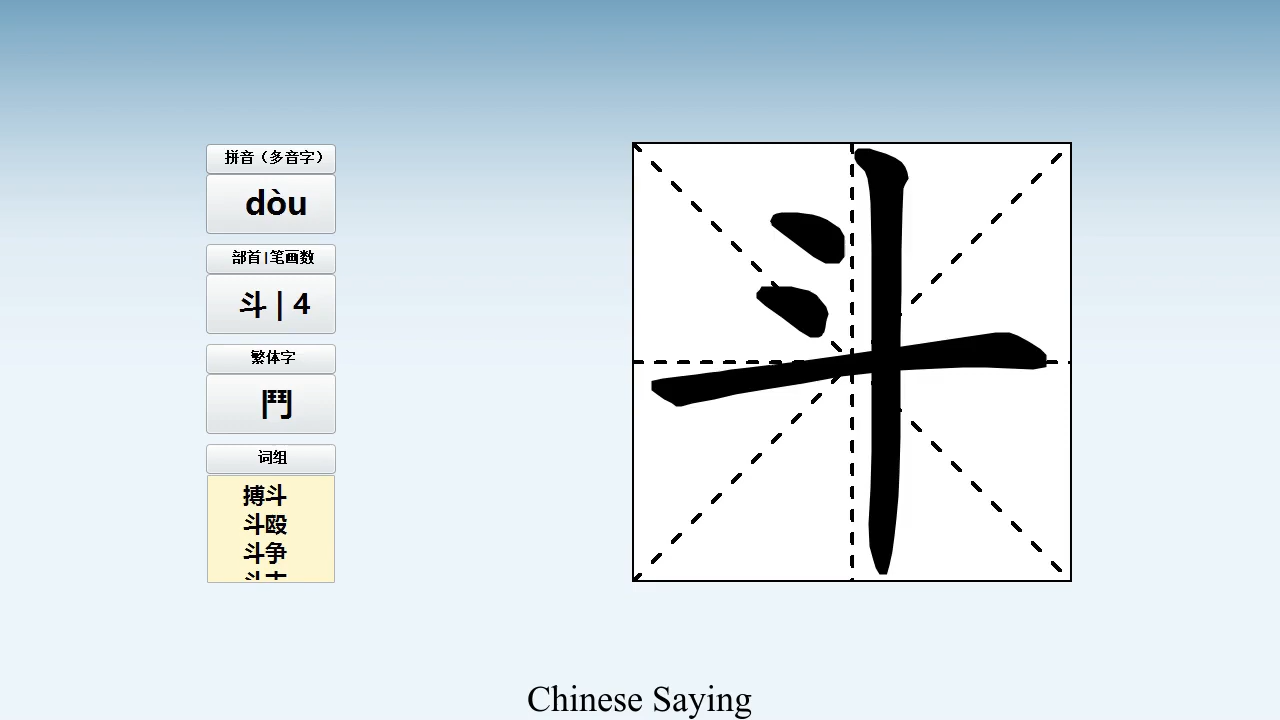 拼音（多音字）
dòu
部首|笔画数
斗 | 4
繁体字
鬥
词组
搏斗
斗殴
斗争
斗
Chinese Saying